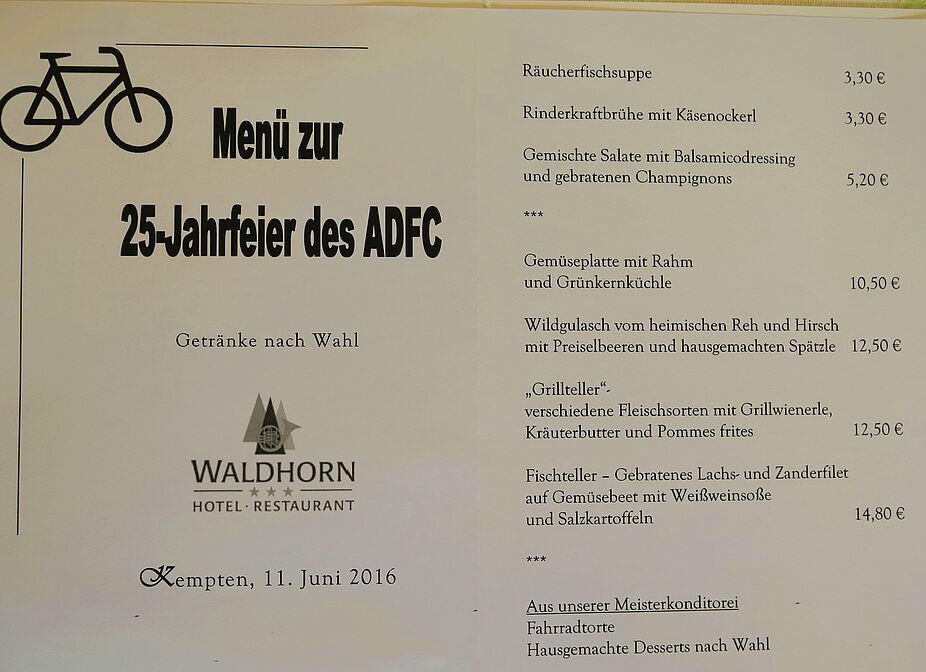 Menü zur
25-Jahrfeier des ADFC
Getränke nach Wahl
WALDHORN
HOTEL · RESTAURANT
Kempten, 11. Juni 2016
Räucherfischsuppe 3,30 €
Rinderkraftbrühe mit Käsenockerl 3,30 €
Gemischte Salate mit Balsamicodressing
und gebratenen Champignons 5,20 €
***
Gemüseplatte mit Rahm
und Grünkernküchle 10,50 €
Wildgulasch vom heimischen Reh und Hirsch
mit Preiselbeeren und hausgemachten Spätzle 12,50 €
„Grillteller“-
verschiedene Fleischsorten mit Grillwienerle,
Kräuterbutter und Pommes frites 12,50 €
Fischteller – Gebratenes Lachs- und Zanderfilet
auf Gemüsebeet mit Weißweinsoße
und Salzkartoffeln 14,80 €
***
Aus unserer Meisterkonditorei
Fahrradtorte
Hausgemachte Desserts nach Wahl